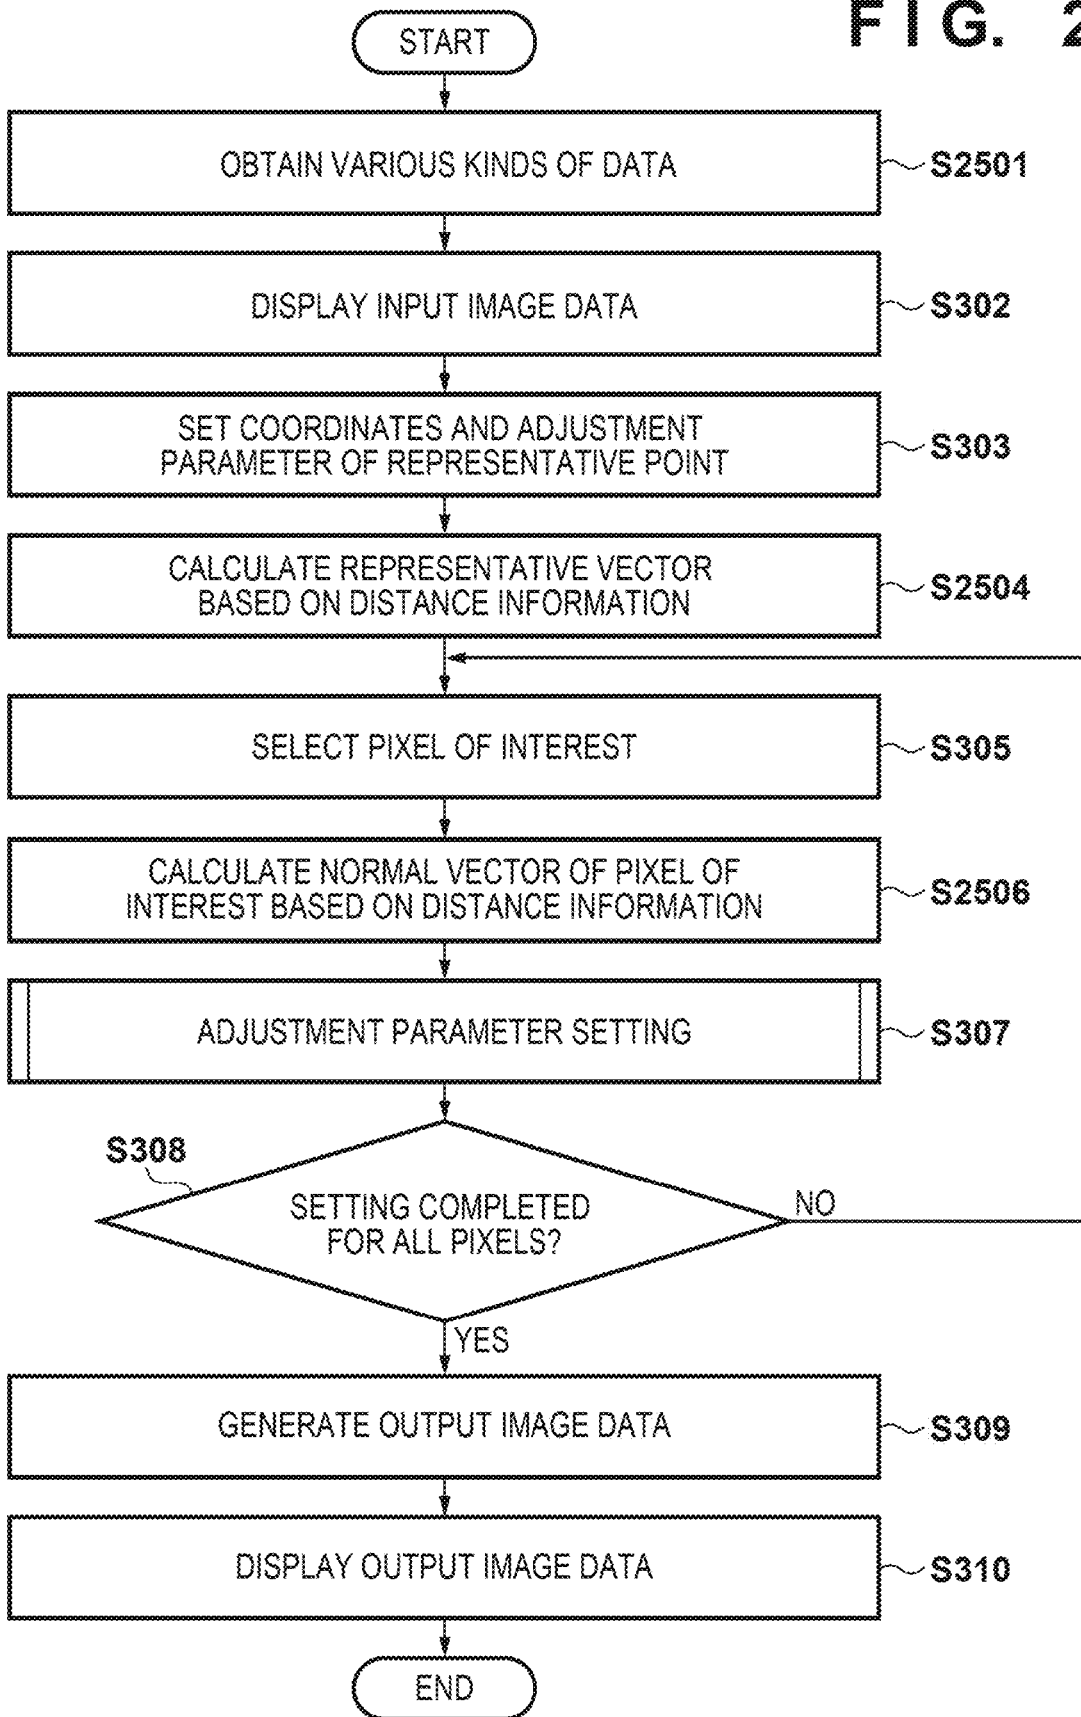 FIG. 2
START
OBTAIN VARIOUS KINDS OF DATA
S2501
DISPLAY INPUT IMAGE DATA
S302
SET COORDINATES AND ADJUSTMENT
PARAMETER OF REPRESENTATIVE POINT
S303
CALCULATE REPRESENTATIVE VECTOR
BASED ON DISTANCE INFORMATION
S2504
SELECT PIXEL OF INTEREST
S305
CALCULATE NORMAL VECTOR OF PIXEL OF
INTEREST BASED ON DISTANCE INFORMATION
S2506
ADJUSTMENT PARAMETER SETTING
S307
S308
SETTING COMPLETED
FOR ALL PIXELS?
NO
YES
GENERATE OUTPUT IMAGE DATA
S309
DISPLAY OUTPUT IMAGE DATA
S310
END